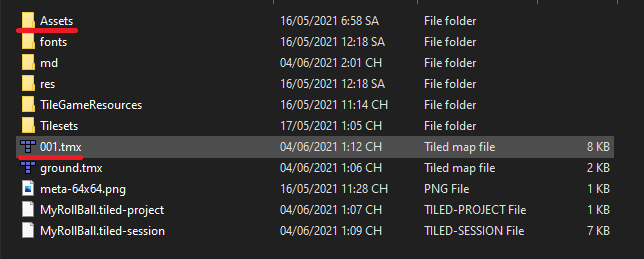 Assets 16/05/2021 6:58 SA File folder
fonts 16/05/2021 12:18 SA File folder
md 04/06/2021 2:01 CH File folder
res 16/05/2021 12:18 SA File folder
TileGameResources 16/05/2021 11:14 CH File folder
Tilesets 17/05/2021 1:05 CH File folder
001.tmx 04/06/2021 1:12 CH Tiled map file 8 KB
ground.tmx 04/06/2021 1:06 CH Tiled map file 2 KB
meta-64x64.png 16/05/2021 11:28 CH PNG File 1 KB
MyRollBall.tiled-project 04/06/2021 1:07 CH TILED-PROJECT File 1 KB
MyRollBall.tiled-session 04/06/2021 1:09 CH TILED-SESSION File 7 KB